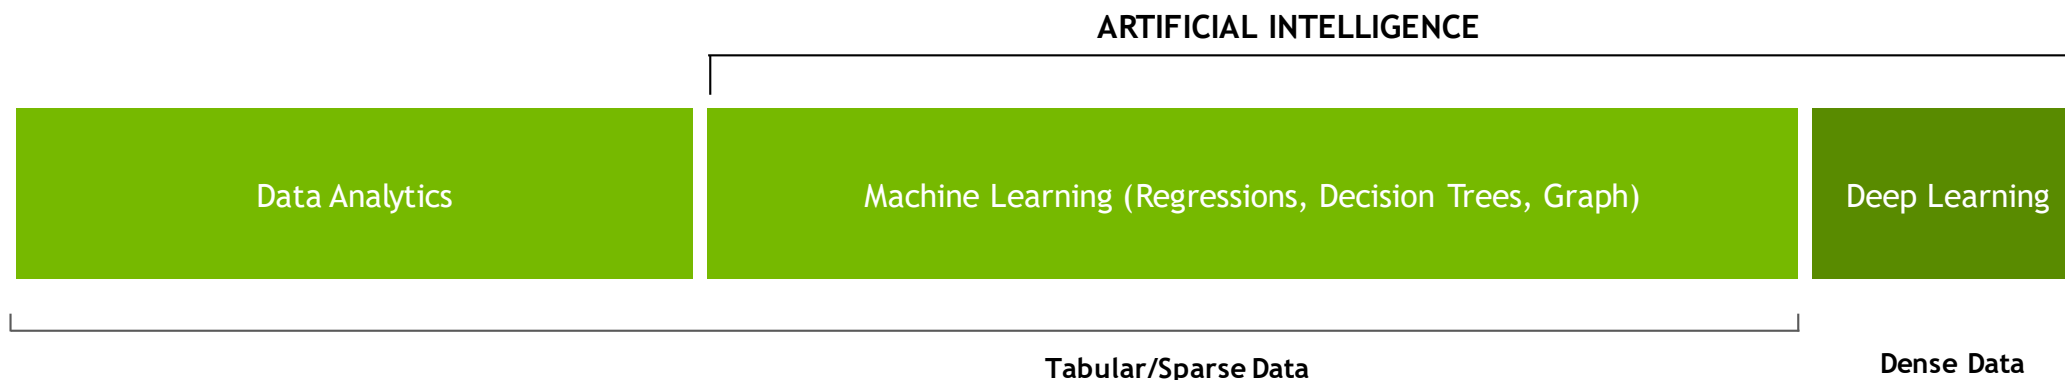 ARTIFICIAL INTELLIGENCE
Data Analytics
Machine Learning (Regressions, Decision Trees, Graph)
Deep Learning
Tabular/Sparse Data
Dense Data